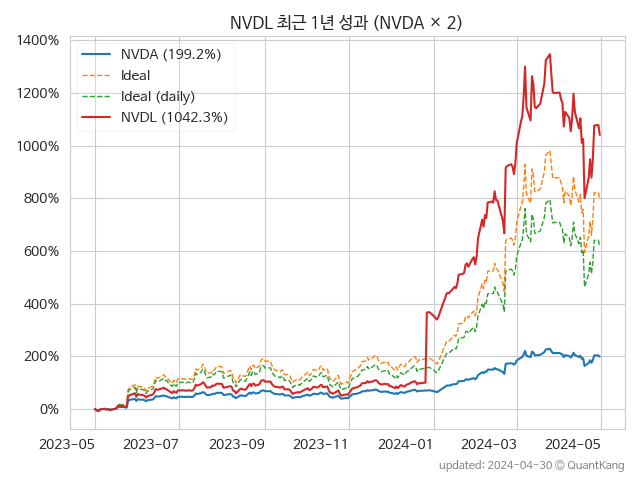 NVDL 최근 1년 성과 (NVDA × 2)
1400%
1200%
1000%
800%
600%
400%
200%
0%
NVDA (199.2%)
Ideal
Ideal (daily)
NVDL (1042.3%)
2023−05
2023−07
2023−09
2023−11
2024−01
2024−03
2024−05
updated: 2024-04-30 © QuantKang